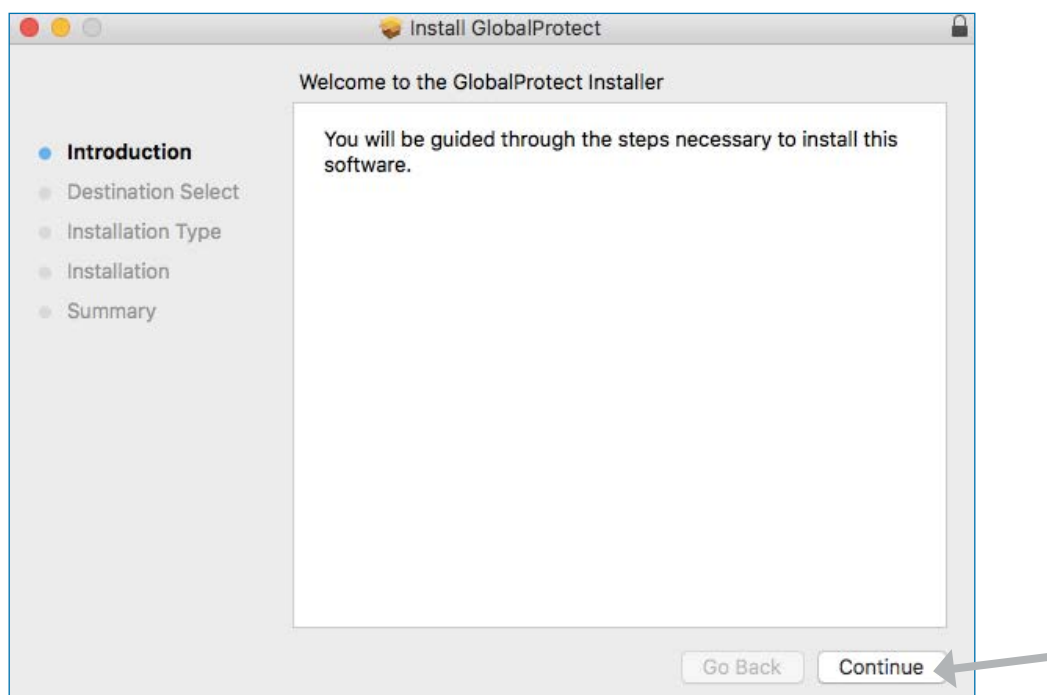 Install GlobalProtect
Welcome to the GlobalProtect Installer
Introduction
Destination Select
Installation Type
Installation
Summary
You will be guided through the steps necessary to install this
software.
Go Back
Continue